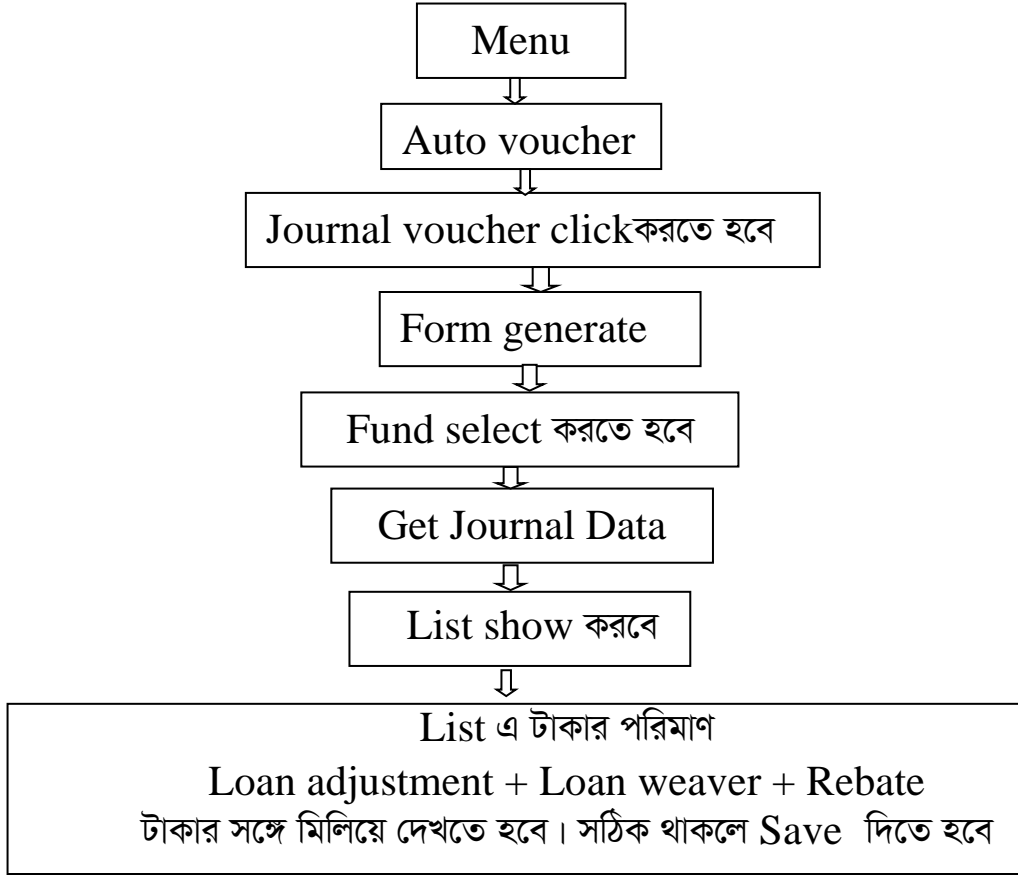 Menu
Auto voucher
Journal voucher clickকরতে হবে
Form generate
Fund select করতে হবে
Get Journal Data
List show করবে
List এ টাকার পরিমাণ
Loan adjustment + Loan weaver + Rebate
টাকার সঙ্গে মিলিয়ে দেখতে হবে। সঠিক থাকলে Save দিতে হবে